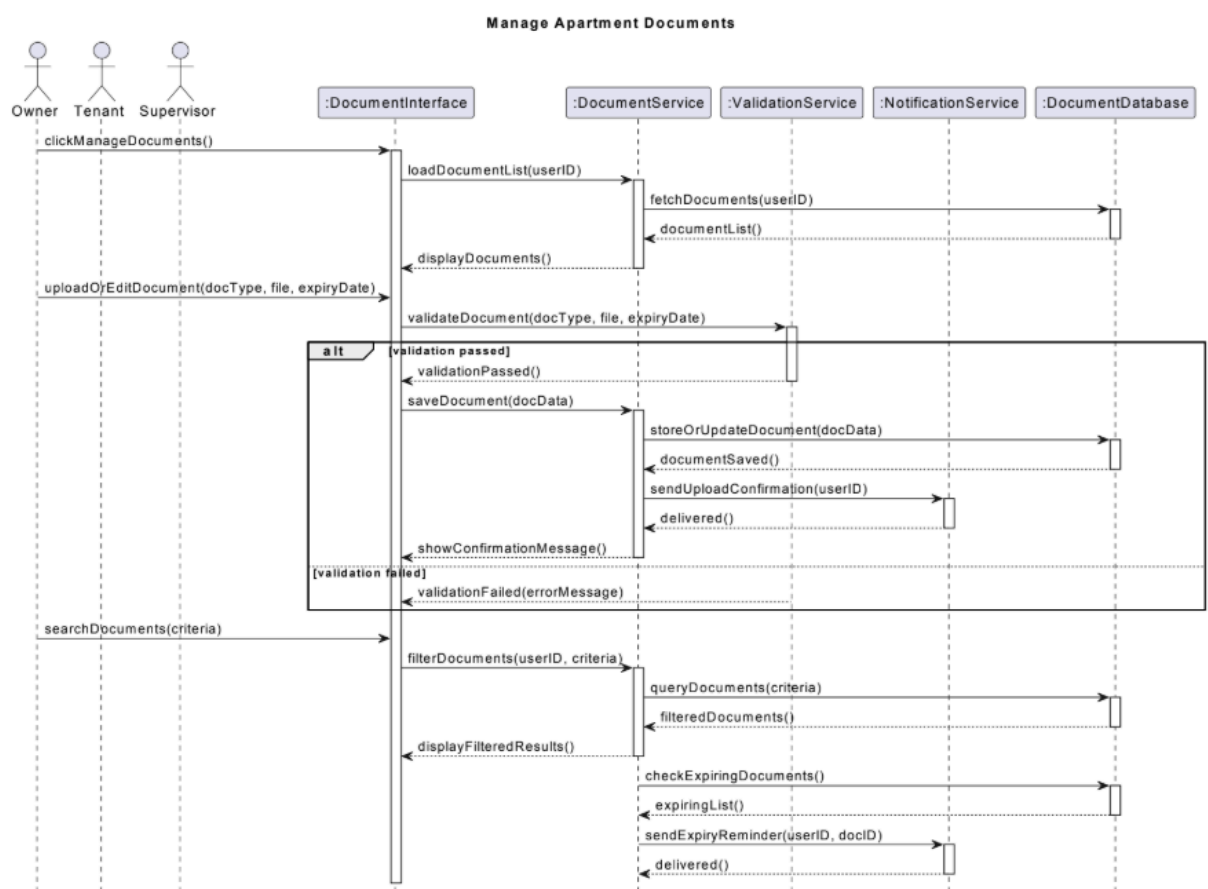 Manage Apartment Documents
Owner Tenant Supervisor :DocumentInterface :DocumentService :ValidationService :NotificationService :DocumentDatabase
clickManageDocuments()
loadDocumentList(userID)
fetchDocuments(userID)
documentList()
displayDocuments()
uploadOrEditDocument(docType, file, expiryDate)
validateDocument(docType, file, expiryDate)
alt [validation passed]
validationPassed()
saveDocument(docData)
storeOrUpdateDocument(docData)
documentSaved()
sendUploadConfirmation(userID)
delivered()
showConfirmationMessage()
[validation failed]
validationFailed(errorMessage)
searchDocuments(criteria)
filterDocuments(userID, criteria)
queryDocuments(criteria)
filteredDocuments()
displayFilteredResults()
checkExpiringDocuments()
expiringList()
sendExpiryReminder(userID, docID)
delivered()